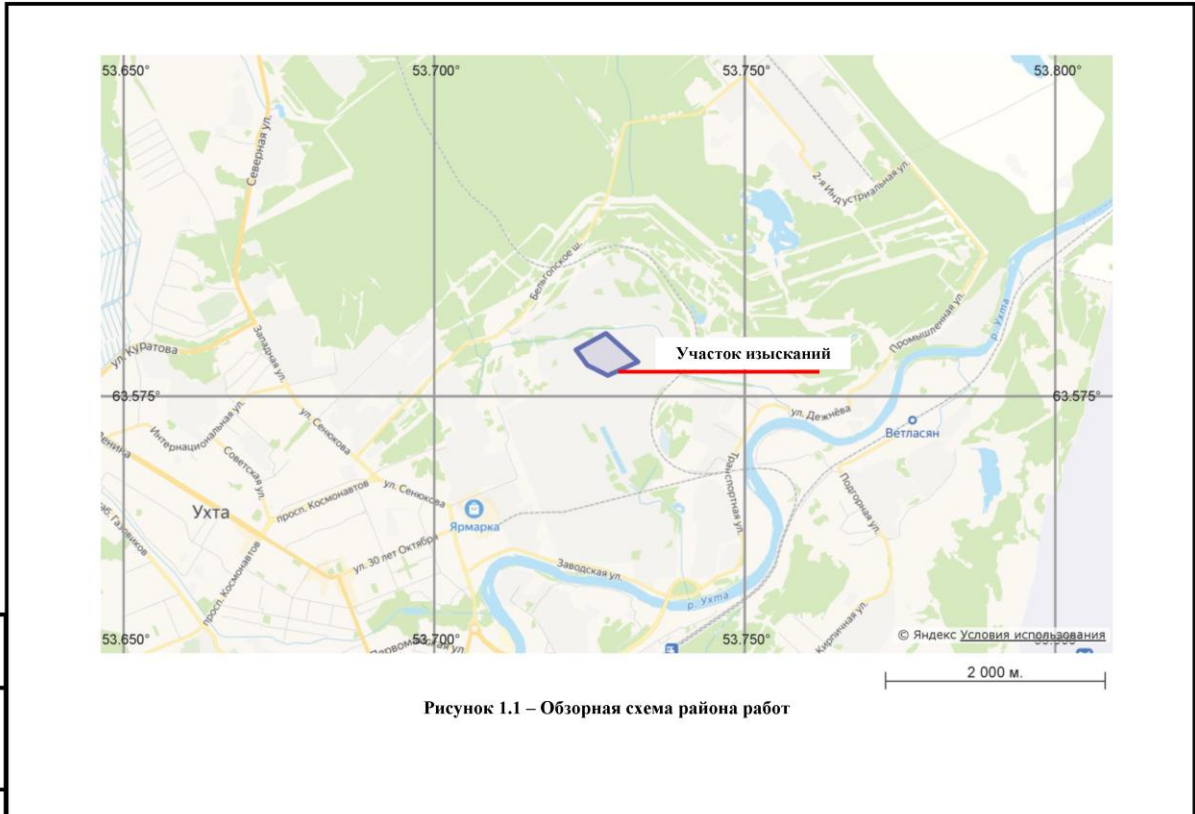 53.650°
53.700°
53.750°
53.800°
Северная ул.
2-я Индустриальная ул.
Бельгопское ш.
р. Ухта
Промышленная ул.
ул. Куратова
Западная ул.
Участок изысканий
63.575°
63.575°
Интернациональная ул.
ул. Сенюкова
ул. Дежнёва
Ветласян
Ленина
Советская ул.
Транспортная ул.
Подгорная ул.
просп. Космонавтов
ул. Сенюкова
Ухта
Ярмарка
наб. Газовиков
ул. 30 лет Октября
Заводская ул.
просп. Космонавтов
р. Ухта
Кирпичная ул.
53.650°
53.700°
53.750°
© Яндекс Условия использования
2 000 м.
Рисунок 1.1 – Обзорная схема района работ